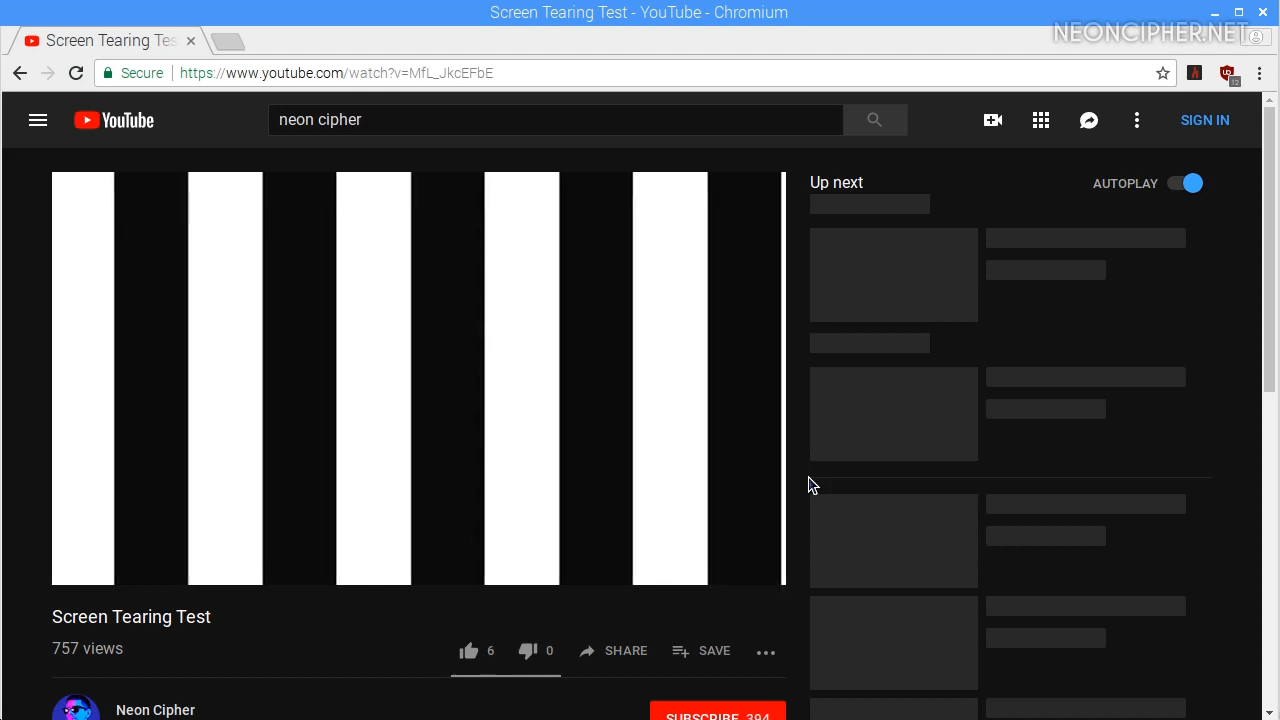 Screen Tearing Test - YouTube - Chromium
NEONCIPHER.NET
Screen Tearing Tes
Secure https://www.youtube.com/watch?v=MfL_JkcEFbE
12
YouTube
neon cipher
SIGN IN
Up next
AUTOPLAY
Screen Tearing Test
757 views
6
0
SHARE
SAVE
Neon Cipher
SUBSCRIBE 394